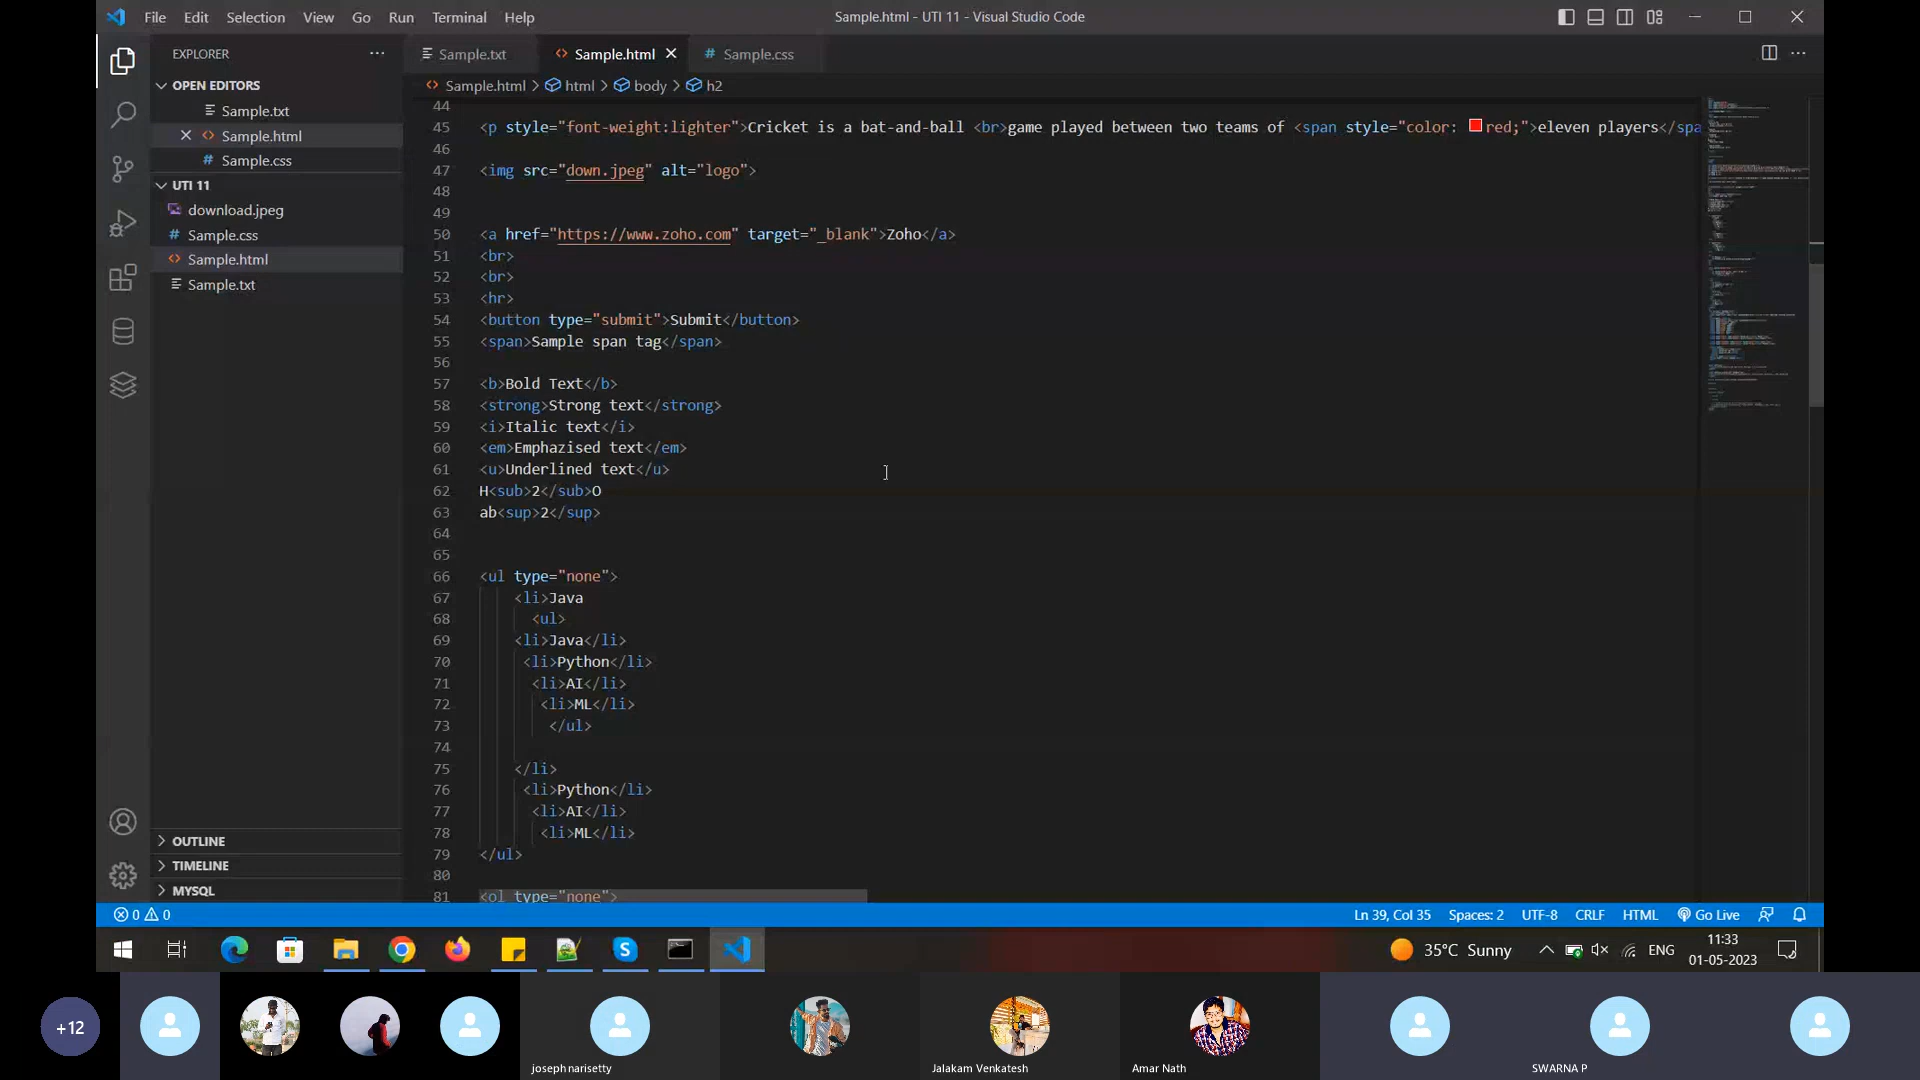 File Edit Selection View Go Run Terminal Help
Sample.html - UTI 11 - Visual Studio Code
EXPLORER
Sample.txt
Sample.html
Sample.css
OPEN EDITORS
Sample.txt
Sample.html
Sample.css
UTI 11
download.jpeg
Sample.css
Sample.html
Sample.txt
OUTLINE
TIMELINE
MYSQL
Sample.html > html > body > h2
44
45 <p style="font-weight:lighter">Cricket is a bat-and-ball <br>game played between two teams of <span style="color: red;">eleven players</spa
46
47 <img src="down.jpeg" alt="logo">
48
49
50 <a href="https://www.zoho.com" target="_blank">Zoho</a>
51 <br>
52 <br>
53 <hr>
54 <button type="submit">Submit</button>
55 <span>Sample span tag</span>
56
57 <b>Bold Text</b>
58 <strong>Strong text</strong>
59 <i>Italic text</i>
60 <em>Emphazised text</em>
61 <u>Underlined text</u>
62 H<sub>2</sub>O
63 ab<sup>2</sup>
64
65
66 <ul type="none">
67 <li>Java
68 <ul>
69 <li>Java</li>
70 <li>Python</li>
71 <li>AI</li>
72 <li>ML</li>
73 </ul>
74
75 </li>
76 <li>Python</li>
77 <li>AI</li>
78 <li>ML</li>
79 </ul>
80
81 <ol type="none">
0 0
Ln 39, Col 35 Spaces: 2 UTF-8 CRLF HTML Go Live
35°C Sunny
ENG
11:33
01-05-2023
+12
joseph narisetty
Jalakam Venkatesh
Amar Nath
SWARNA P